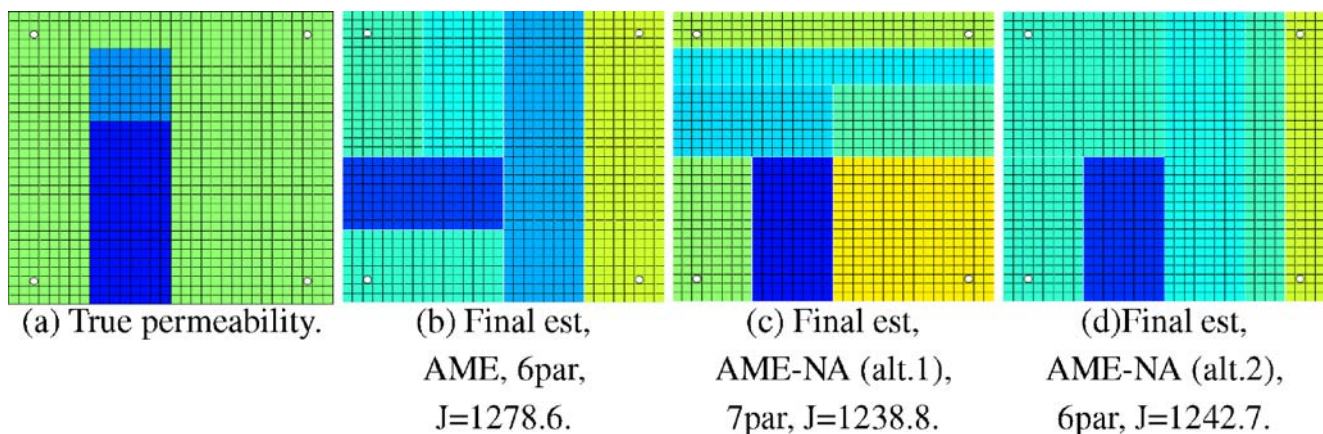 (a) True permeability.
(b) Final est,
AME, 6par,
J=1278.6.
(c) Final est,
AME-NA (alt.1),
7par, J=1238.8.
(d)Final est,
AME-NA (alt.2),
6par, J=1242.7.